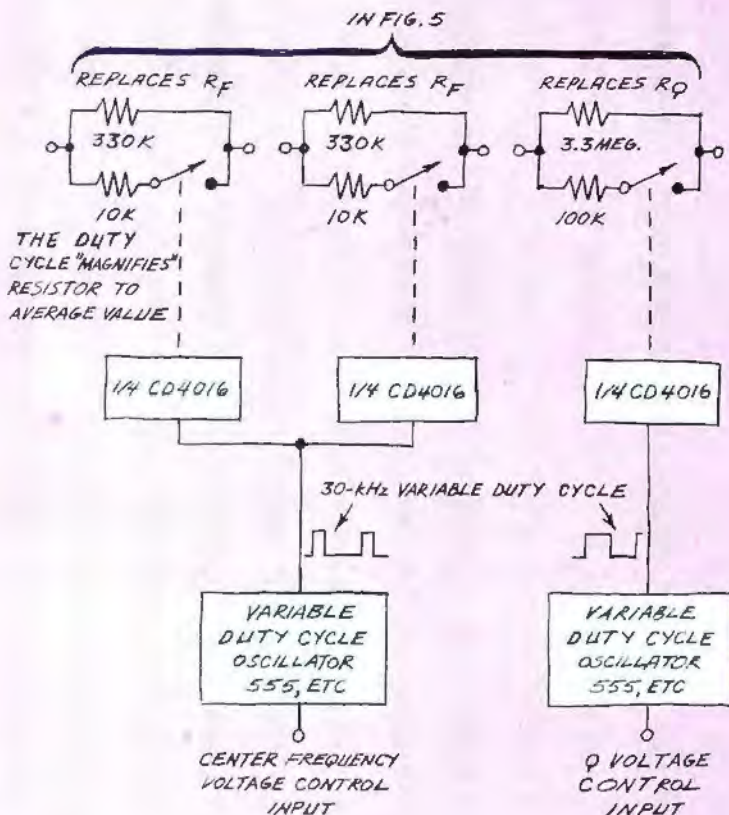 IN FIG. 5
REPLACES RF
REPLACES RF
REPLACES RQ
330K
330K
3.3MEG.
10K
10K
100K
THE DUTY
CYCLE "MAGNIFIES"
RESISTOR TO
AVERAGE VALUE
1/4 CD4016
1/4 CD4016
1/4 CD4016
30-kHz VARIABLE DUTY CYCLE
VARIABLE
DUTY CYCLE
OSCILLATOR
555, ETC
VARIABLE
DUTY CYCLE
OSCILLATOR
555, ETC
CENTER FREQUENCY
VOLTAGE CONTROL
INPUT
Q VOLTAGE
CONTROL
INPUT